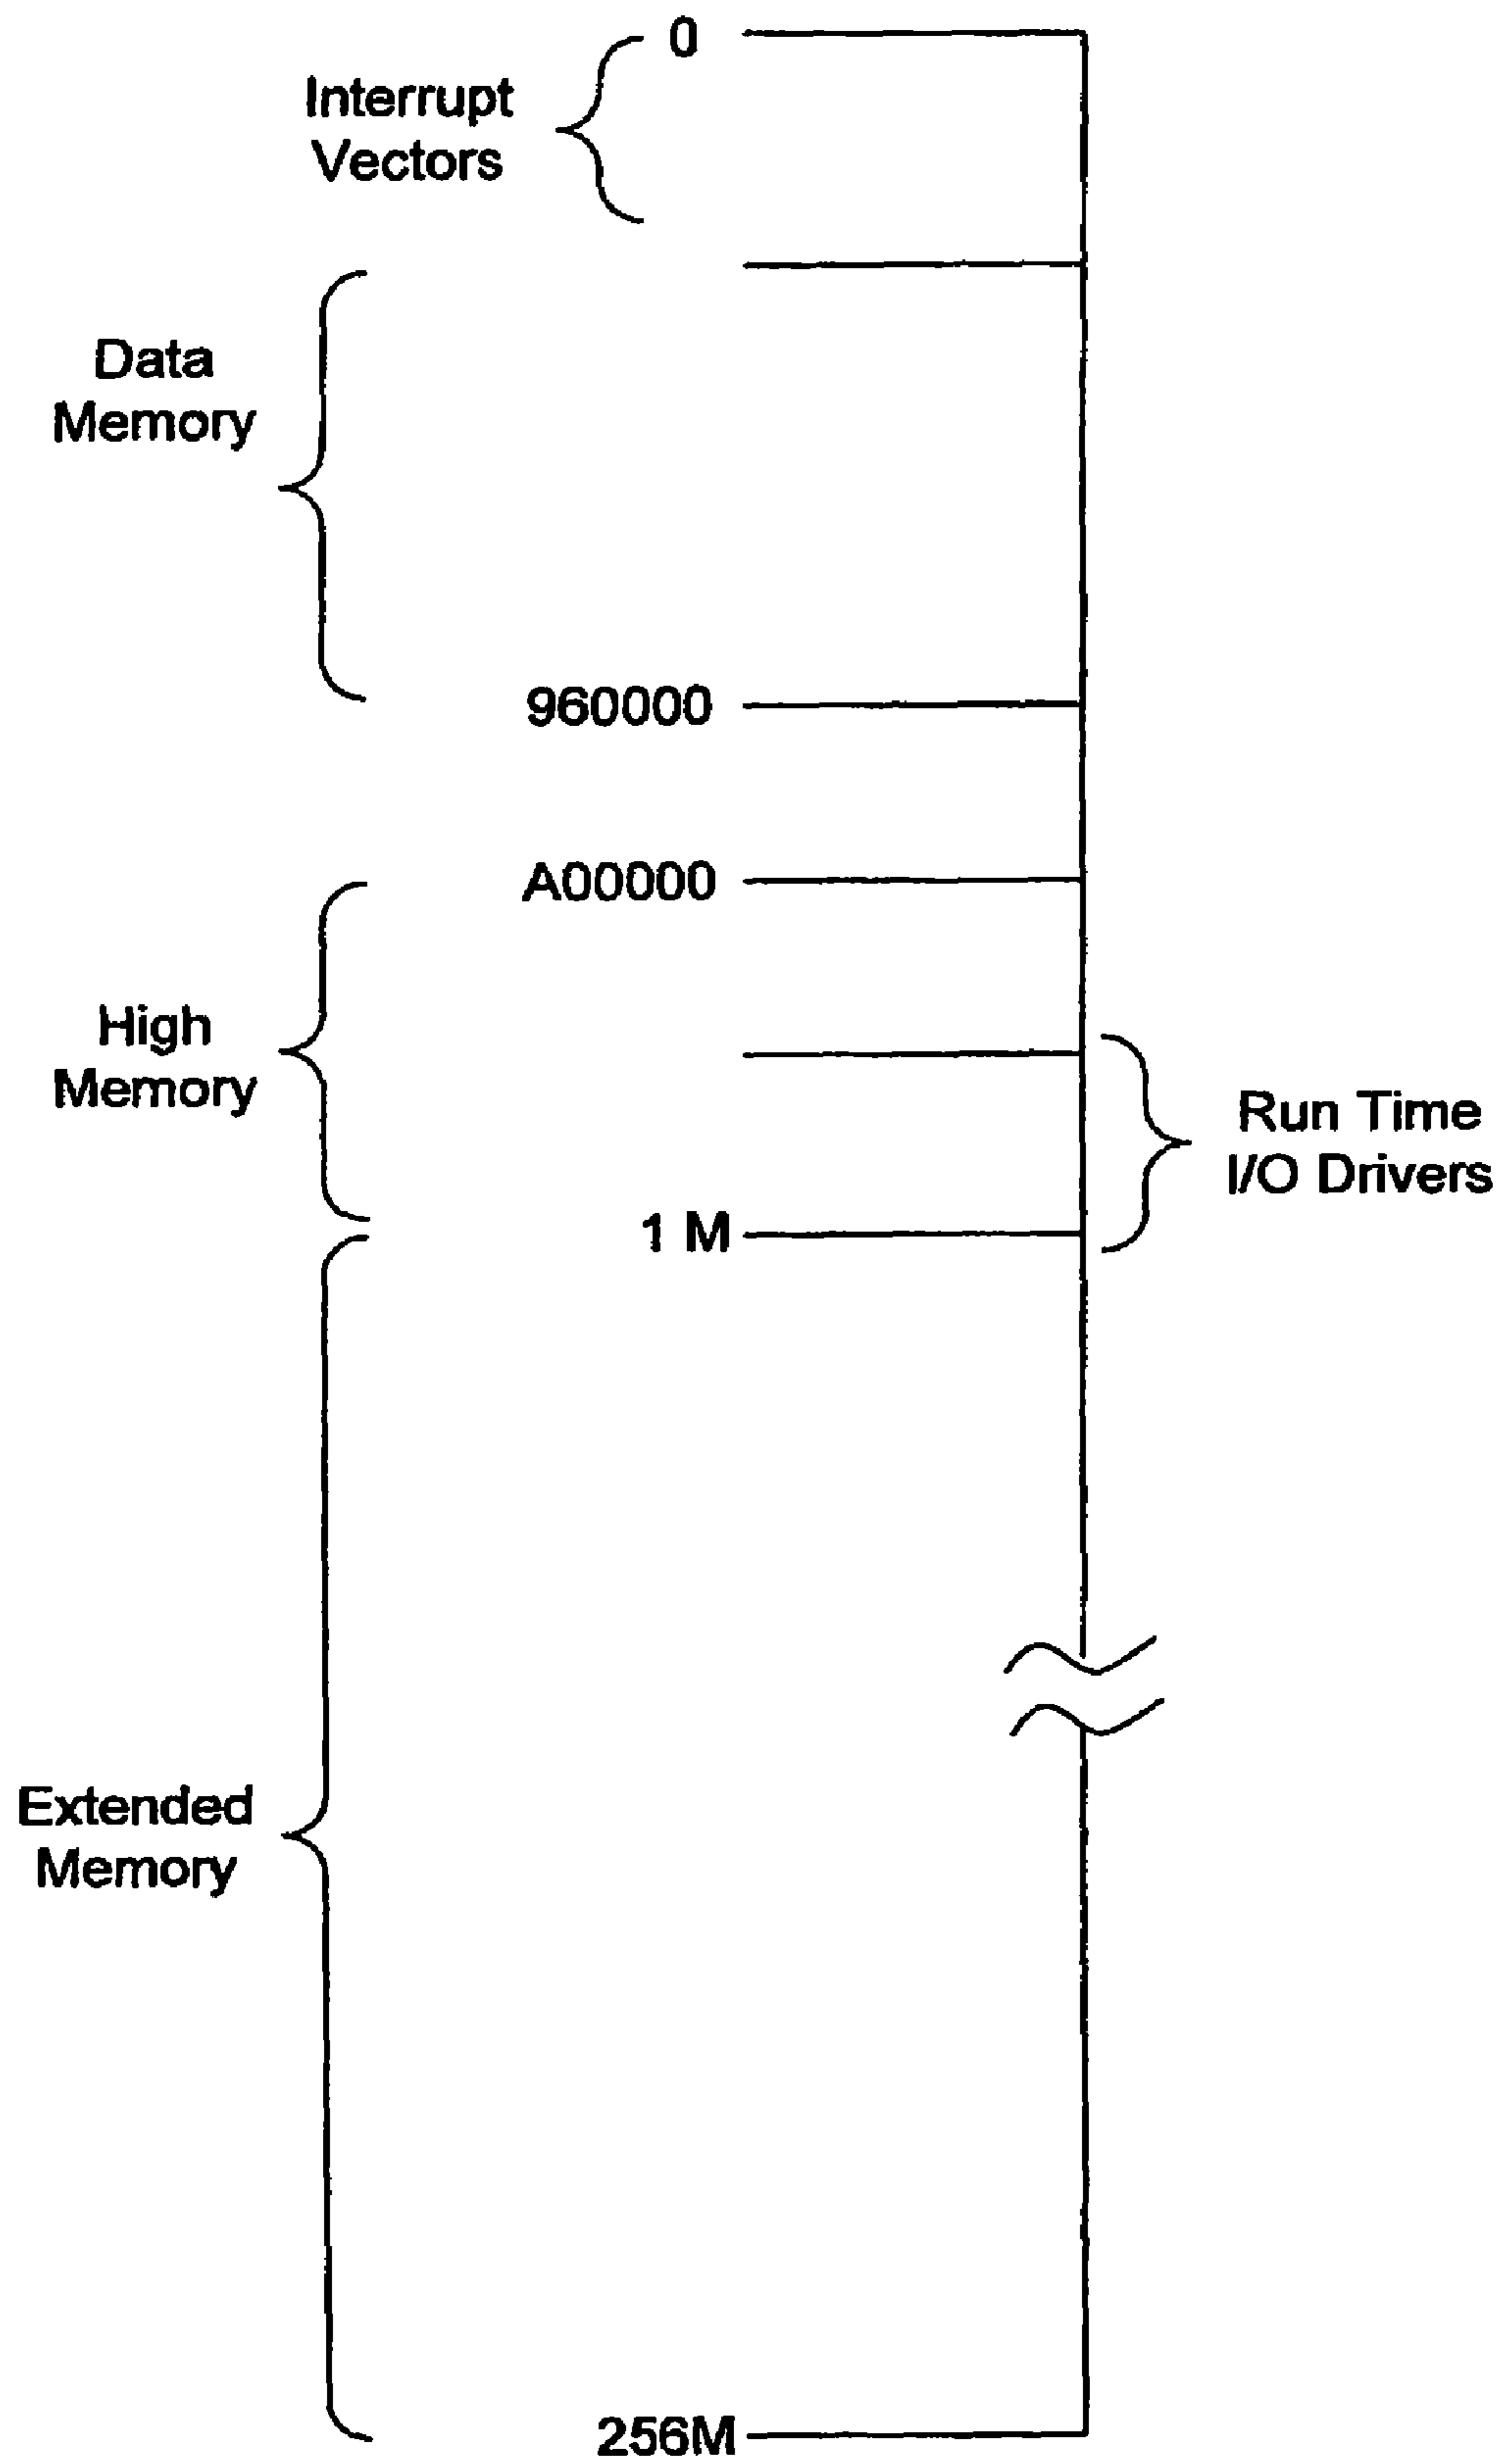 0
Interrupt
Vectors
Data
Memory
960000
A00000
High
Memory
Run Time
I/O Drivers
1 M
Extended
Memory
256M